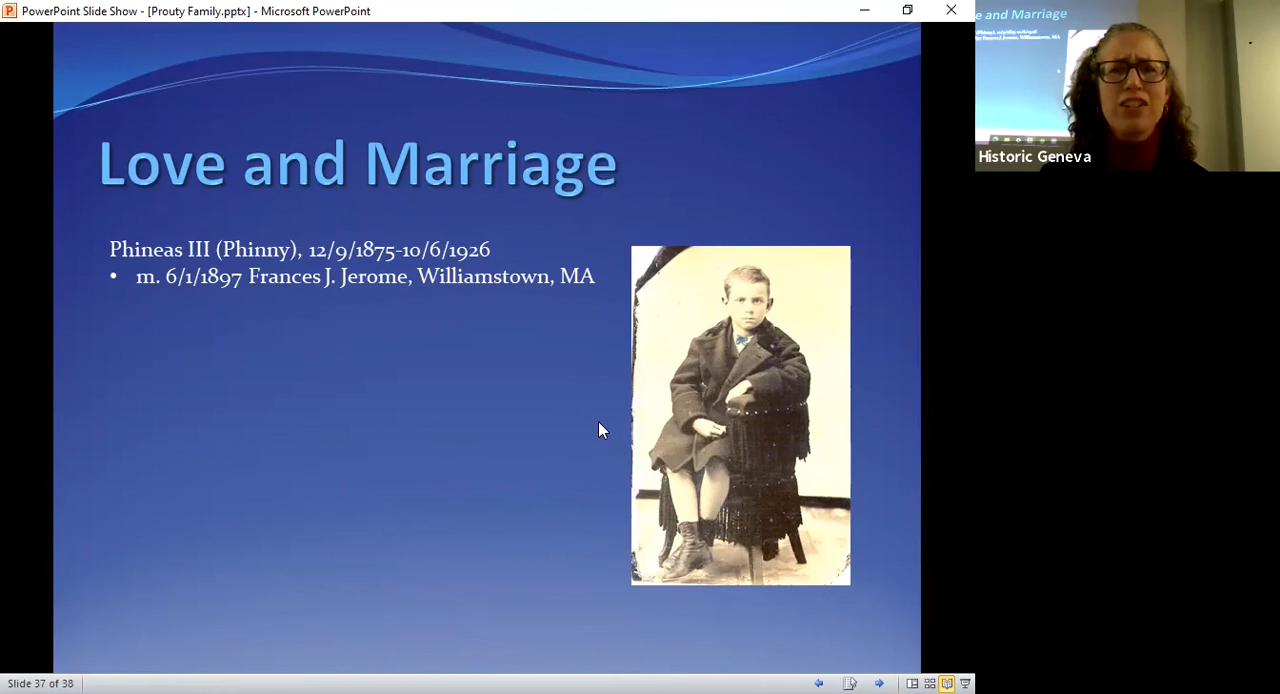 PowerPoint Slide Show - [Prouty Family.pptx] - Microsoft PowerPoint
Love and Marriage
Phineas III (Phinny), 12/9/1875-10/6/1926
• m. 6/1/1897 Frances J. Jerome, Williamstown, MA
e and Marriage
Historic Geneva
Slide 37 of 38